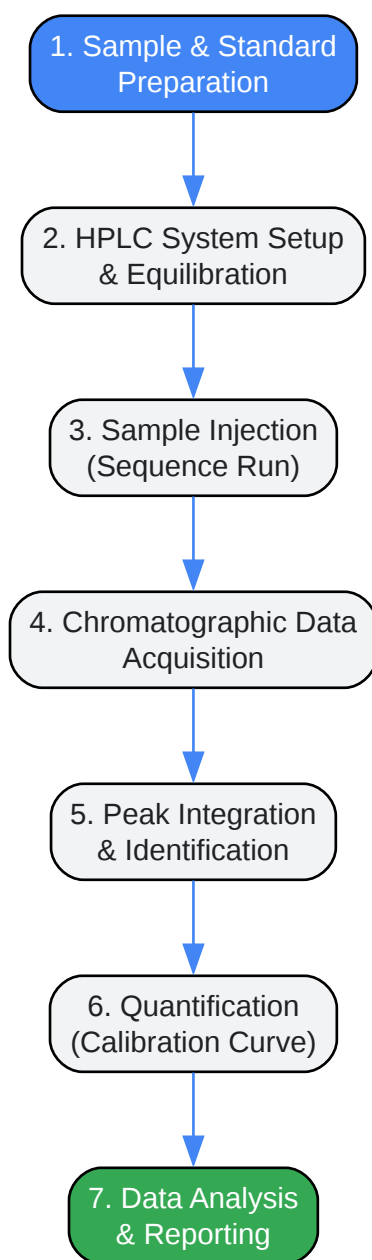 1. Sample & Standard
Preparation
2. HPLC System Setup
& Equilibration
3. Sample Injection
(Sequence Run)
4. Chromatographic Data
Acquisition
5. Peak Integration
& Identification
6. Quantification
(Calibration Curve)
7. Data Analysis
& Reporting